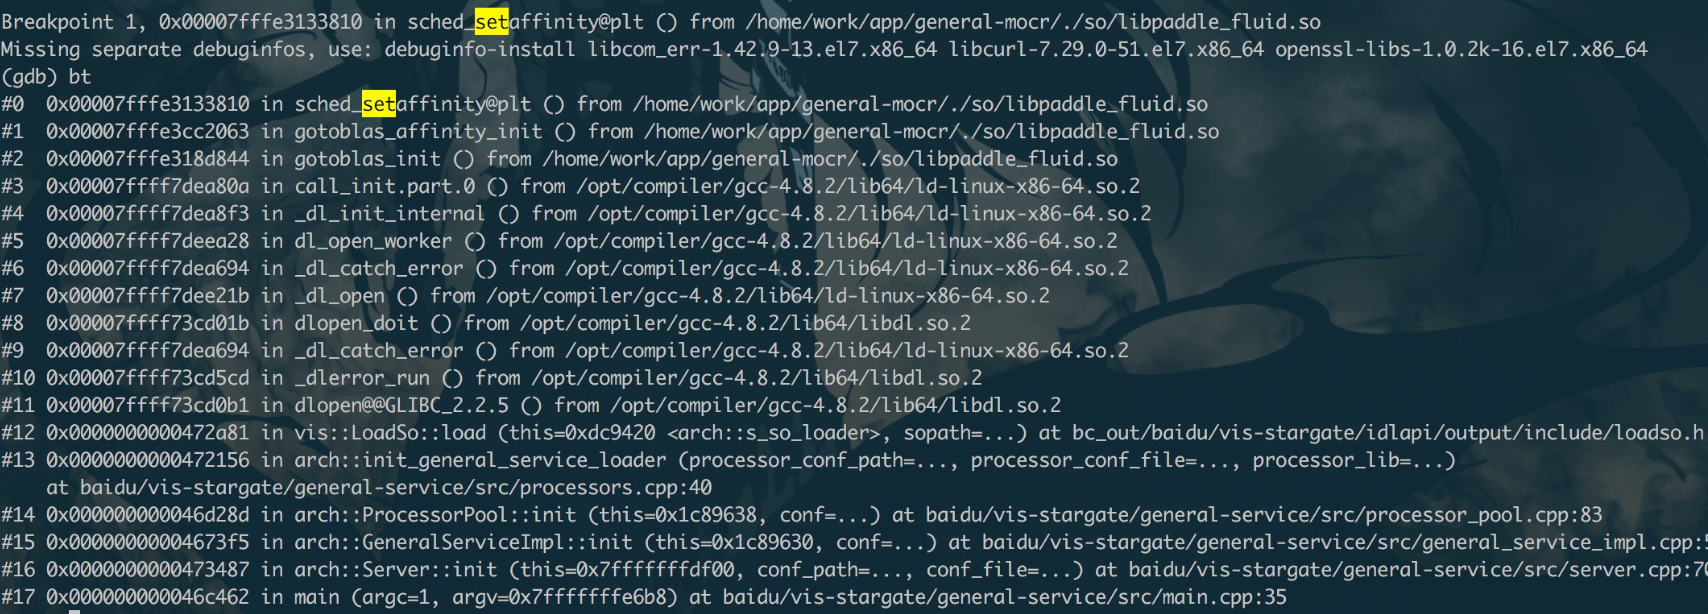 Breakpoint 1, 0x00007fffe3133810 in sched_setaffinity@plt () from /home/work/app/general-mocr/./so/libpaddle_fluid.so
Missing separate debuginfos, use: debuginfo-install libcom_err-1.42.9-13.el7.x86_64 libcurl-7.29.0-51.el7.x86_64 openssl-libs-1.0.2k-16.el7.x86_64
(gdb) bt
#0  0x00007fffe3133810 in sched_setaffinity@plt () from /home/work/app/general-mocr/./so/libpaddle_fluid.so
#1  0x00007fffe3cc2063 in gotoblas_affinity_init () from /home/work/app/general-mocr/./so/libpaddle_fluid.so
#2  0x00007fffe318d844 in gotoblas_init () from /home/work/app/general-mocr/./so/libpaddle_fluid.so
#3  0x00007ffff7dea80a in call_init.part.0 () from /opt/compiler/gcc-4.8.2/lib64/ld-linux-x86-64.so.2
#4  0x00007ffff7dea8f3 in _dl_init_internal () from /opt/compiler/gcc-4.8.2/lib64/ld-linux-x86-64.so.2
#5  0x00007ffff7deea28 in dl_open_worker () from /opt/compiler/gcc-4.8.2/lib64/ld-linux-x86-64.so.2
#6  0x00007ffff7dea694 in _dl_catch_error () from /opt/compiler/gcc-4.8.2/lib64/ld-linux-x86-64.so.2
#7  0x00007ffff7dee21b in _dl_open () from /opt/compiler/gcc-4.8.2/lib64/ld-linux-x86-64.so.2
#8  0x00007ffff73cd01b in dlopen_doit () from /opt/compiler/gcc-4.8.2/lib64/libdl.so.2
#9  0x00007ffff7dea694 in _dl_catch_error () from /opt/compiler/gcc-4.8.2/lib64/ld-linux-x86-64.so.2
#10 0x00007ffff73cd5cd in _dlerror_run () from /opt/compiler/gcc-4.8.2/lib64/libdl.so.2
#11 0x00007ffff73cd0b1 in dlopen@@GLIBC_2.2.5 () from /opt/compiler/gcc-4.8.2/lib64/libdl.so.2
#12 0x0000000000472a81 in vis::LoadSo::load (this=0xdc9420 <arch::s_so_loader>, sopath=...) at bc_out/baidu/vis-stargate/idlapi/output/include/loadso.h
#13 0x0000000000472156 in arch::init_general_service_loader (processor_conf_path=..., processor_conf_file=..., processor_lib=...)
    at baidu/vis-stargate/general-service/src/processors.cpp:40
#14 0x000000000046d28d in arch::ProcessorPool::init (this=0x1c89638, conf=...) at baidu/vis-stargate/general-service/src/processor_pool.cpp:83
#15 0x00000000004673f5 in arch::GeneralServiceImpl::init (this=0x1c89630, conf=...) at baidu/vis-stargate/general-service/src/general_service_impl.cpp:5
#16 0x0000000000473487 in arch::Server::init (this=0x7fffffffdf00, conf_path=..., conf_file=...) at baidu/vis-stargate/general-service/src/server.cpp:70
#17 0x000000000046c462 in main (argc=1, argv=0x7fffffffe6b8) at baidu/vis-stargate/general-service/src/main.cpp:35